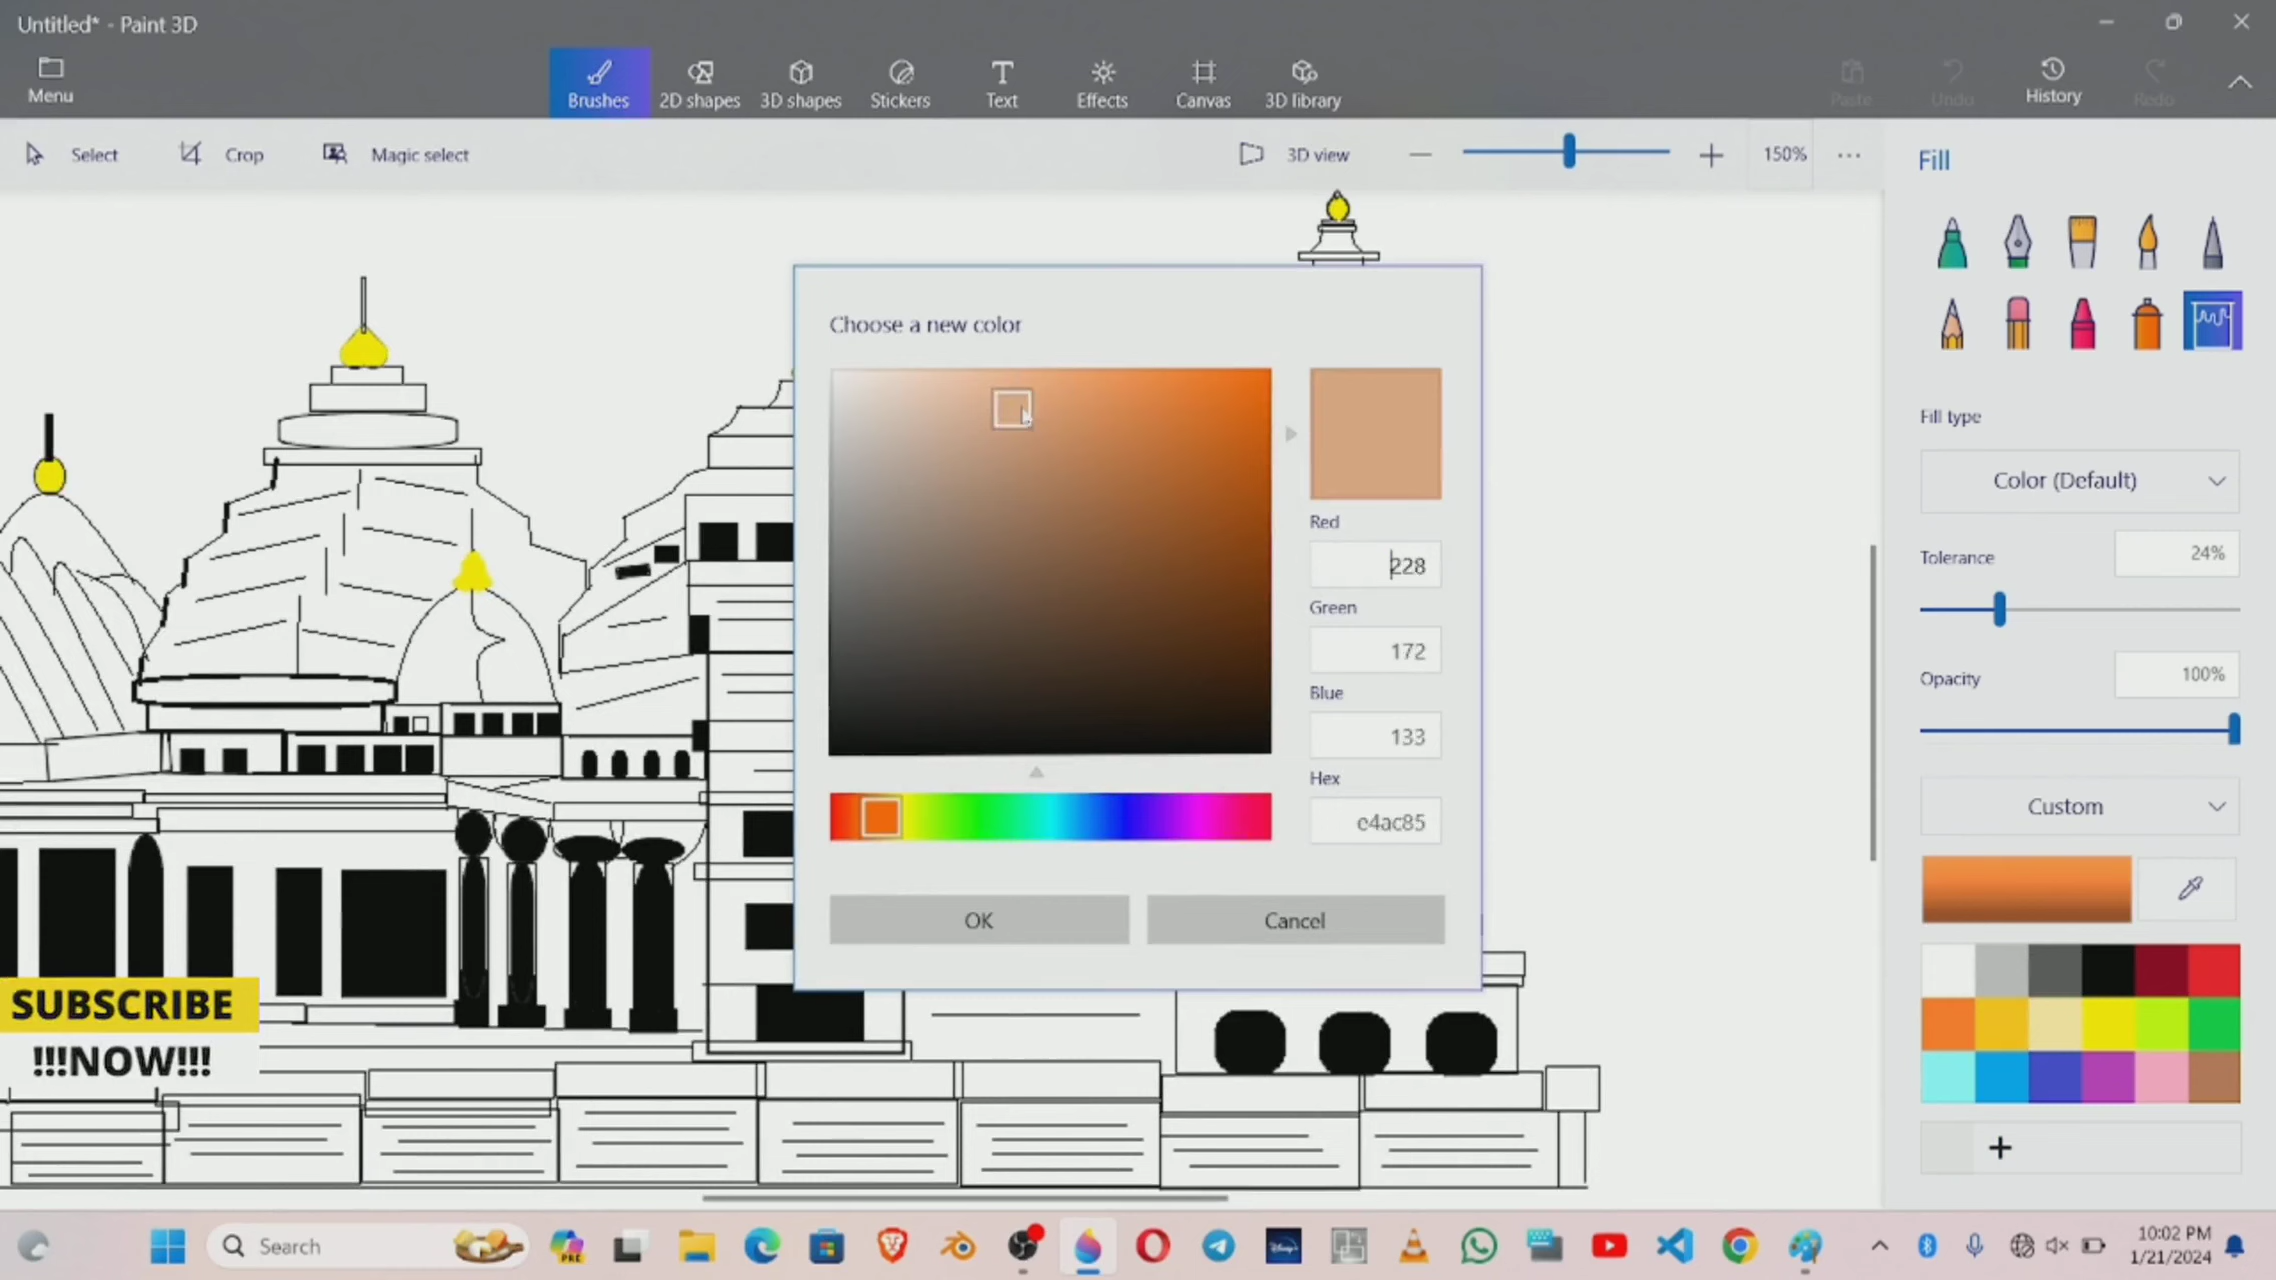 Untitled* - Paint 3D
Menu
Brushes
2D shapes
3D shapes
Stickers
Text
Effects
Canvas
3D library
Paste
Undo
History
Redo
Select
Crop
Magic select
3D view
150%
Fill
Choose a new color
Fill type
Color (Default)
Red
228
Tolerance
24%
Green
172
Opacity
100%
Blue
133
Hex
e4ac85
Custom
OK
Cancel
SUBSCRIBE
!!!NOW!!!
Search
PRE
Disney+
10:02 PM
1/21/2024